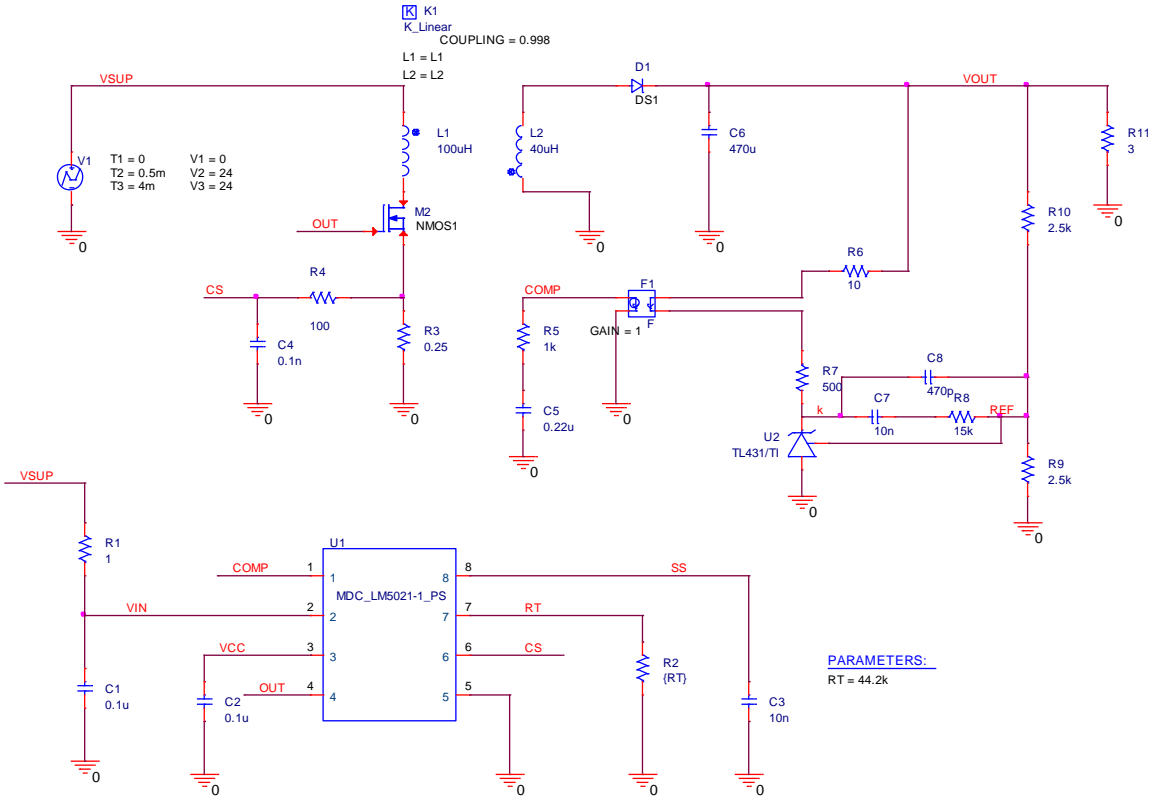 K K1
K_Linear
COUPLING = 0.998
L1 = L1
L2 = L2
VSUP
D1
DS1
VOUT
V1
T1 = 0
T2 = 0.5m
T3 = 4m
V1 = 0
V2 = 24
V3 = 24
L1
100uH
L2
40uH
C6
470u
R11
3
0
OUT
M2
NMOS1
0
0
0
R10
2.5k
0
CS
R4
100
COMP
F1
F
GAIN = 1
R6
10
C4
0.1n
R3
0.25
R5
1k
R7
500
C8
470p
C7
10n
R8
15k
REF
k
0
0
C5
0.22u
0
U2
TL431/TI
R9
2.5k
0
0
0
VSUP
R1
1
U1
MDC_LM5021-1_PS
COMP
1
1
8
8
SS
VIN
2
2
7
7
RT
VCC
3
3
6
6
CS
OUT
4
4
5
5
C1
0.1u
C2
0.1u
R2
{RT}
C3
10n
PARAMETERS:
RT = 44.2k
0
0
0
0
0